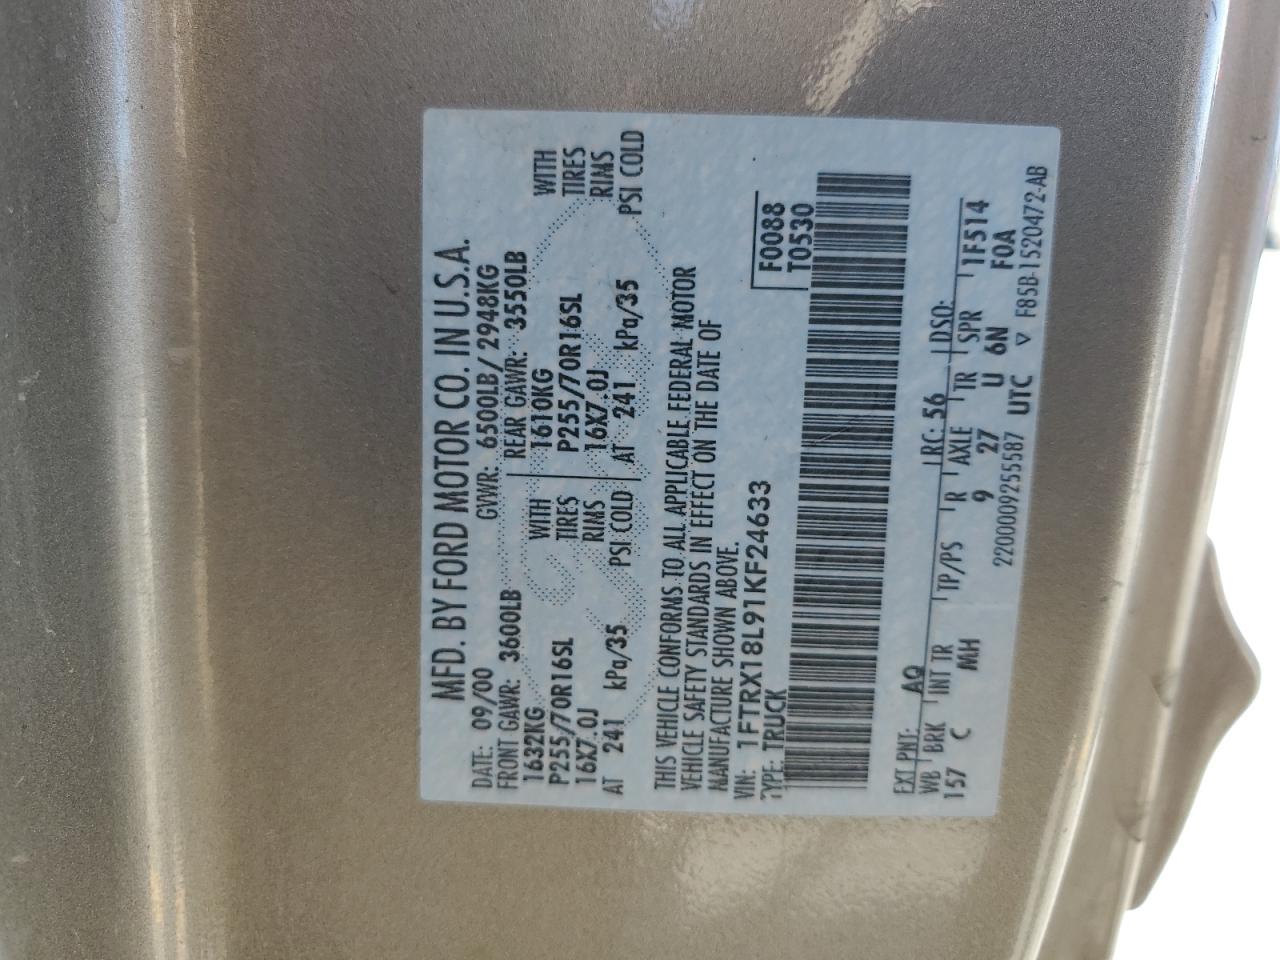 MFD. BY FORD MOTOR CO. IN U.S.A.
DATE: 09/00 GVWR: 6500LB/ 2948KG
FRONT GAWR: 3600LB REAR GAWR: 3550LB
1632KG WITH 1610KG WITH
P255/70R16SL TIRES P255/70R16SL TIRES
16X7.0J RIMS 16X7.0J RIMS
AT 241 kPa/35 PSI COLD AT 241 kPa/35 PSI COLD
THIS VEHICLE CONFORMS TO ALL APPLICABLE FEDERAL MOTOR
VEHICLE SAFETY STANDARDS IN EFFECT ON THE DATE OF
MANUFACTURE SHOWN ABOVE.
VIN: 1FTRX18L91KF24633 F0088
TYPE: TRUCK T0530
EXT PNT: AQ RC: 56 DSO:
WB BRK INT TR TP/PS R AXLE TR SPR 1F514
157 C MH 9 27 U 6N F0A
2200009255587 UTC ▽ F85B-1520472-AB